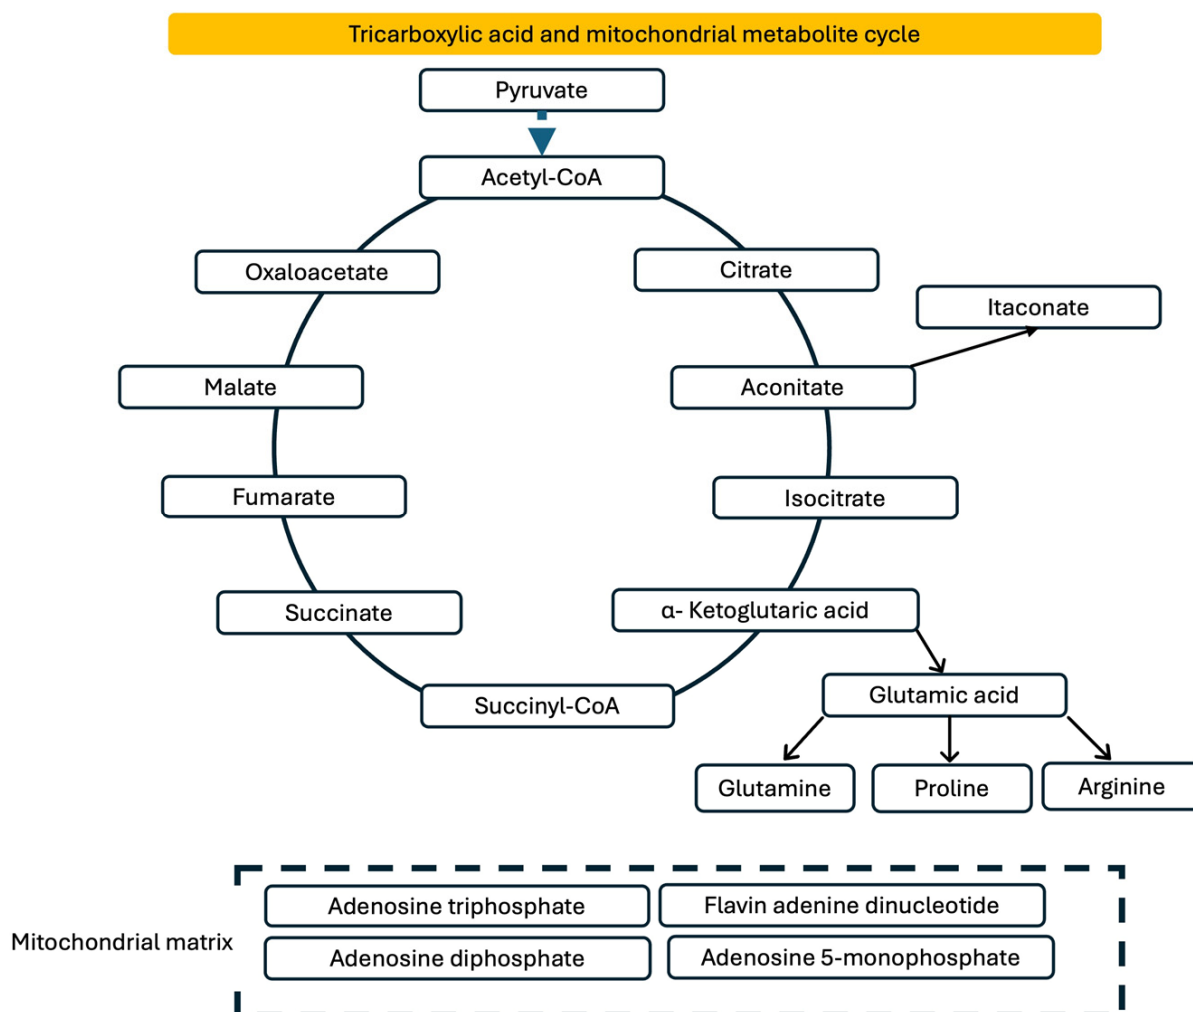 Tricarboxylic acid and mitochondrial metabolite cycle
Pyruvate
Acetyl-CoA
Oxaloacetate
Citrate
Itaconate
Malate
Aconitate
Fumarate
Isocitrate
Succinate
α- Ketoglutaric acid
Glutamic acid
Succinyl-CoA
Glutamine
Proline
Arginine
Adenosine triphosphate
Flavin adenine dinucleotide
Mitochondrial matrix
Adenosine diphosphate
Adenosine 5-monophosphate